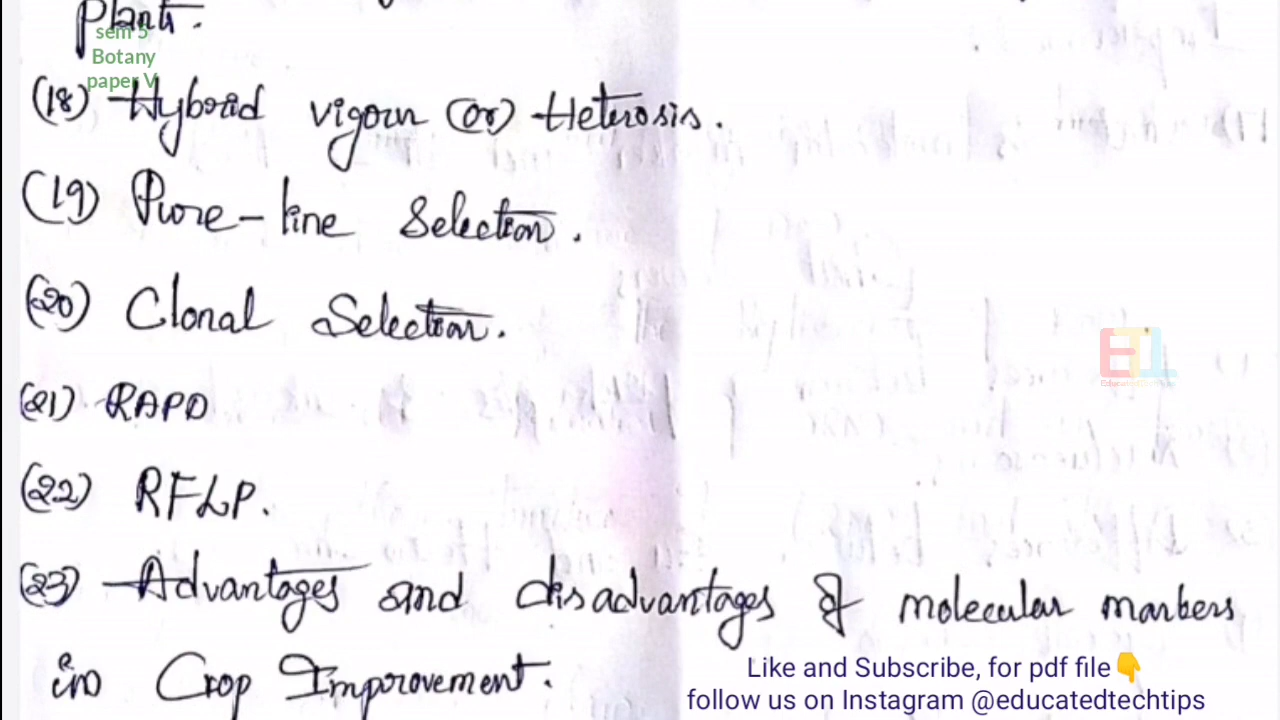 Plants.
sem 5
Botany
paper V
(18) Hybrid vigour (or) Heterosis.
(19) Pure-line Selection.
(20) Clonal Selection.
(21) RAPD
(22) RFLP.
(23) Advantages and disadvantages of molecular markers
in Crop Improvement.
ETL
Like and Subscribe, for pdf file👇
follow us on Instagram @educatedtechtips